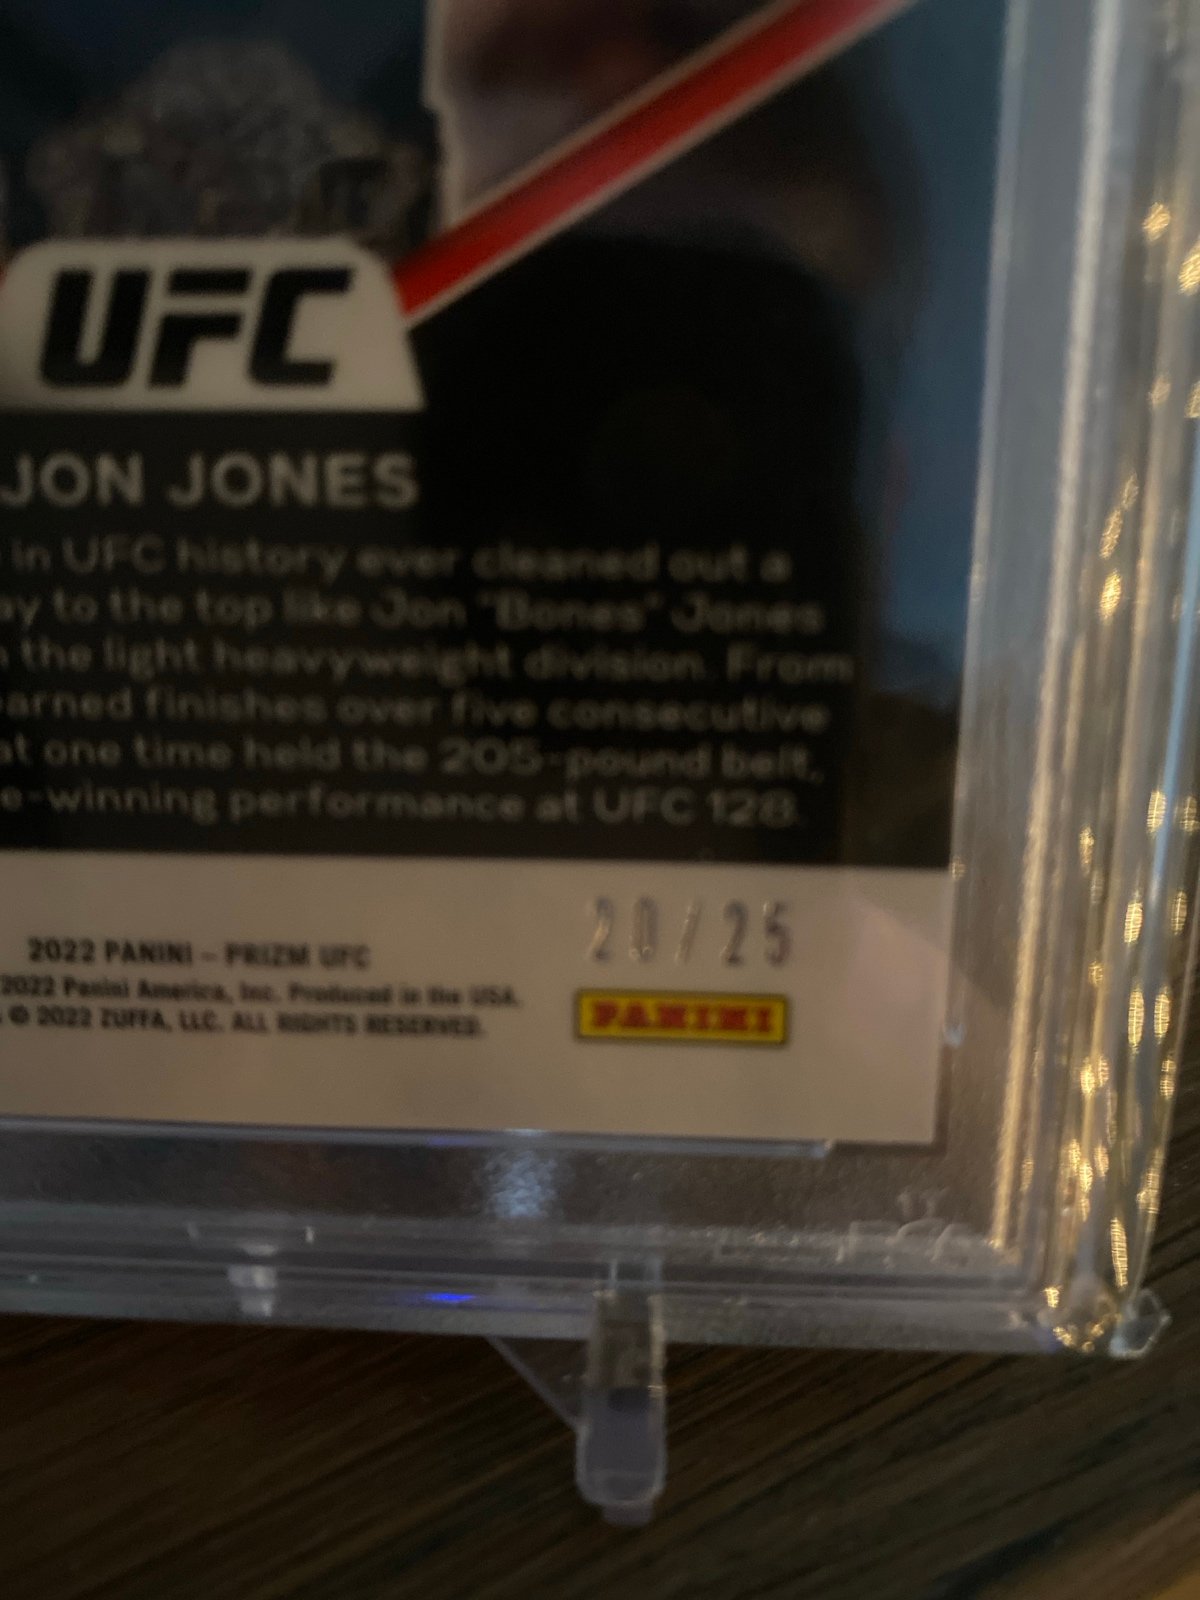 UFC
JON JONES
in UFC history ever cleaned out a
ay to the top like Jon "Bones" Jones
the light heavyweight division. From
arned finishes over five consecutive
at one time held the 205-pound belt,
e-winning performance at UFC 128.
20/25
2022 PANINI – PRIZM UFC
2022 Panini America, Inc. Produced in the USA.
© 2022 ZUFFA, LLC. ALL RIGHTS RESERVED.
PANINI